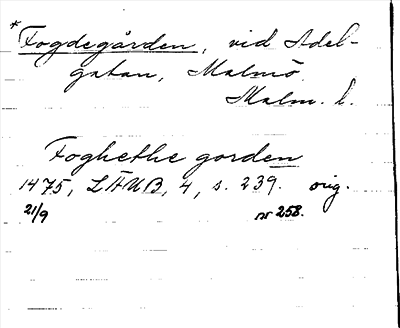 *Fogdegården, vid Adel-
gatan, Malmö.
Malm. l.
Foghethe gorden
1475, LÄUB, 4, s. 239. orig.
21/9 nr 258.